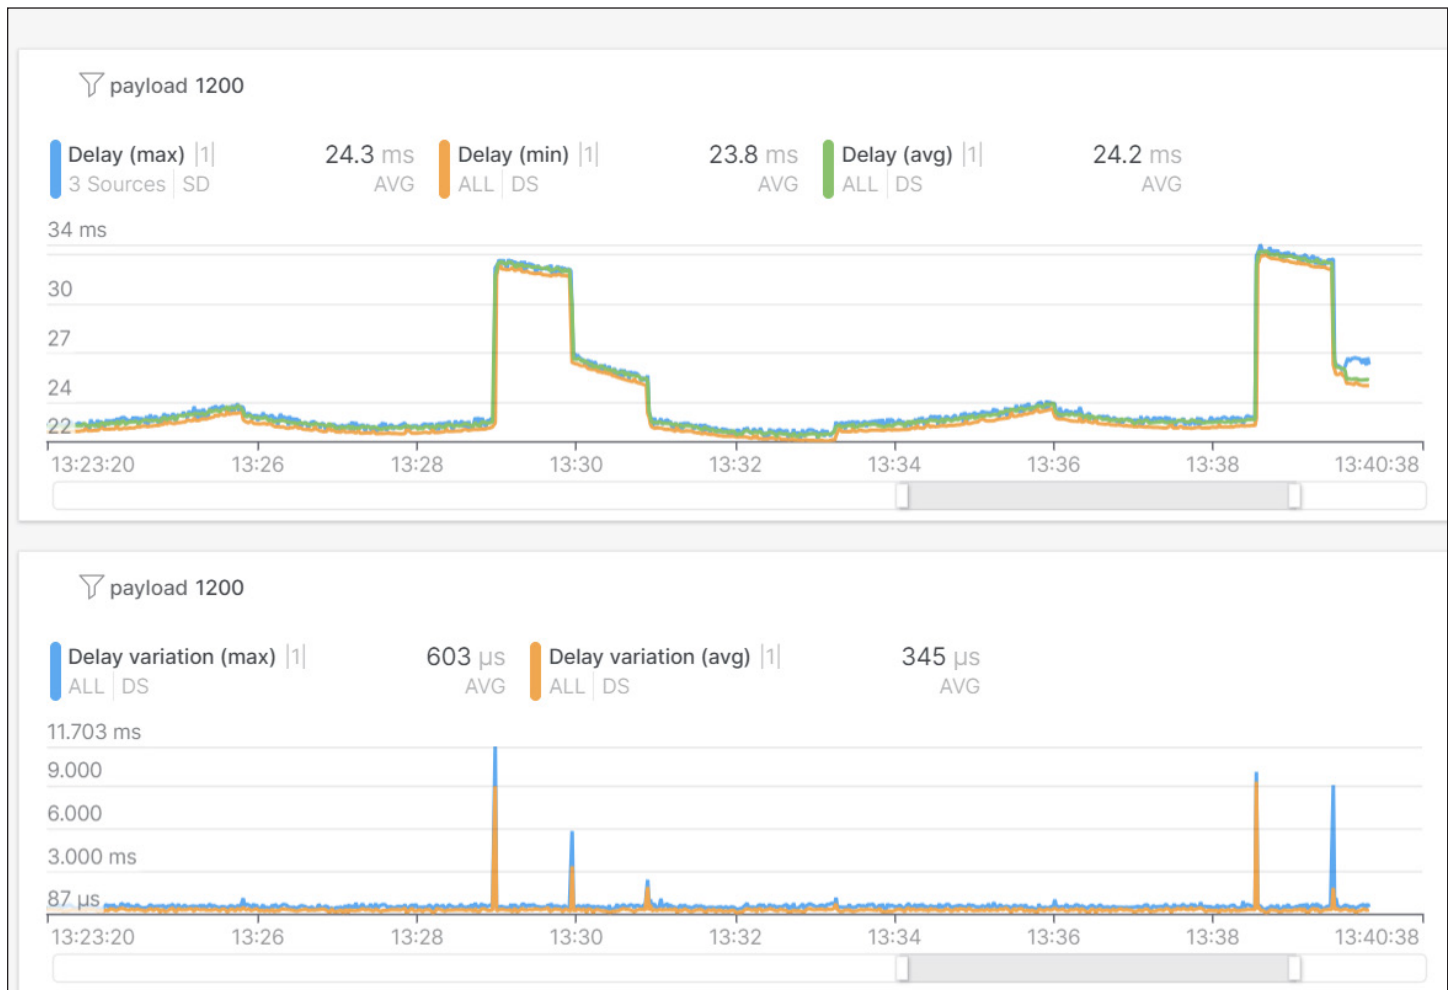 payload 1200
Delay (max) |1| 24.3 ms Delay (min) |1| 23.8 ms Delay (avg) |1| 24.2 ms
3 Sources SD AVG ALL DS AVG ALL DS AVG
34 ms
30
27
24
22
13:23:20 13:26 13:28 13:30 13:32 13:34 13:36 13:38 13:40:38
payload 1200
Delay variation (max) |1| 603 µs Delay variation (avg) |1| 345 µs
ALL DS AVG ALL DS AVG
11.703 ms
9.000
6.000
3.000 ms
87 µs
13:23:20 13:26 13:28 13:30 13:32 13:34 13:36 13:38 13:40:38